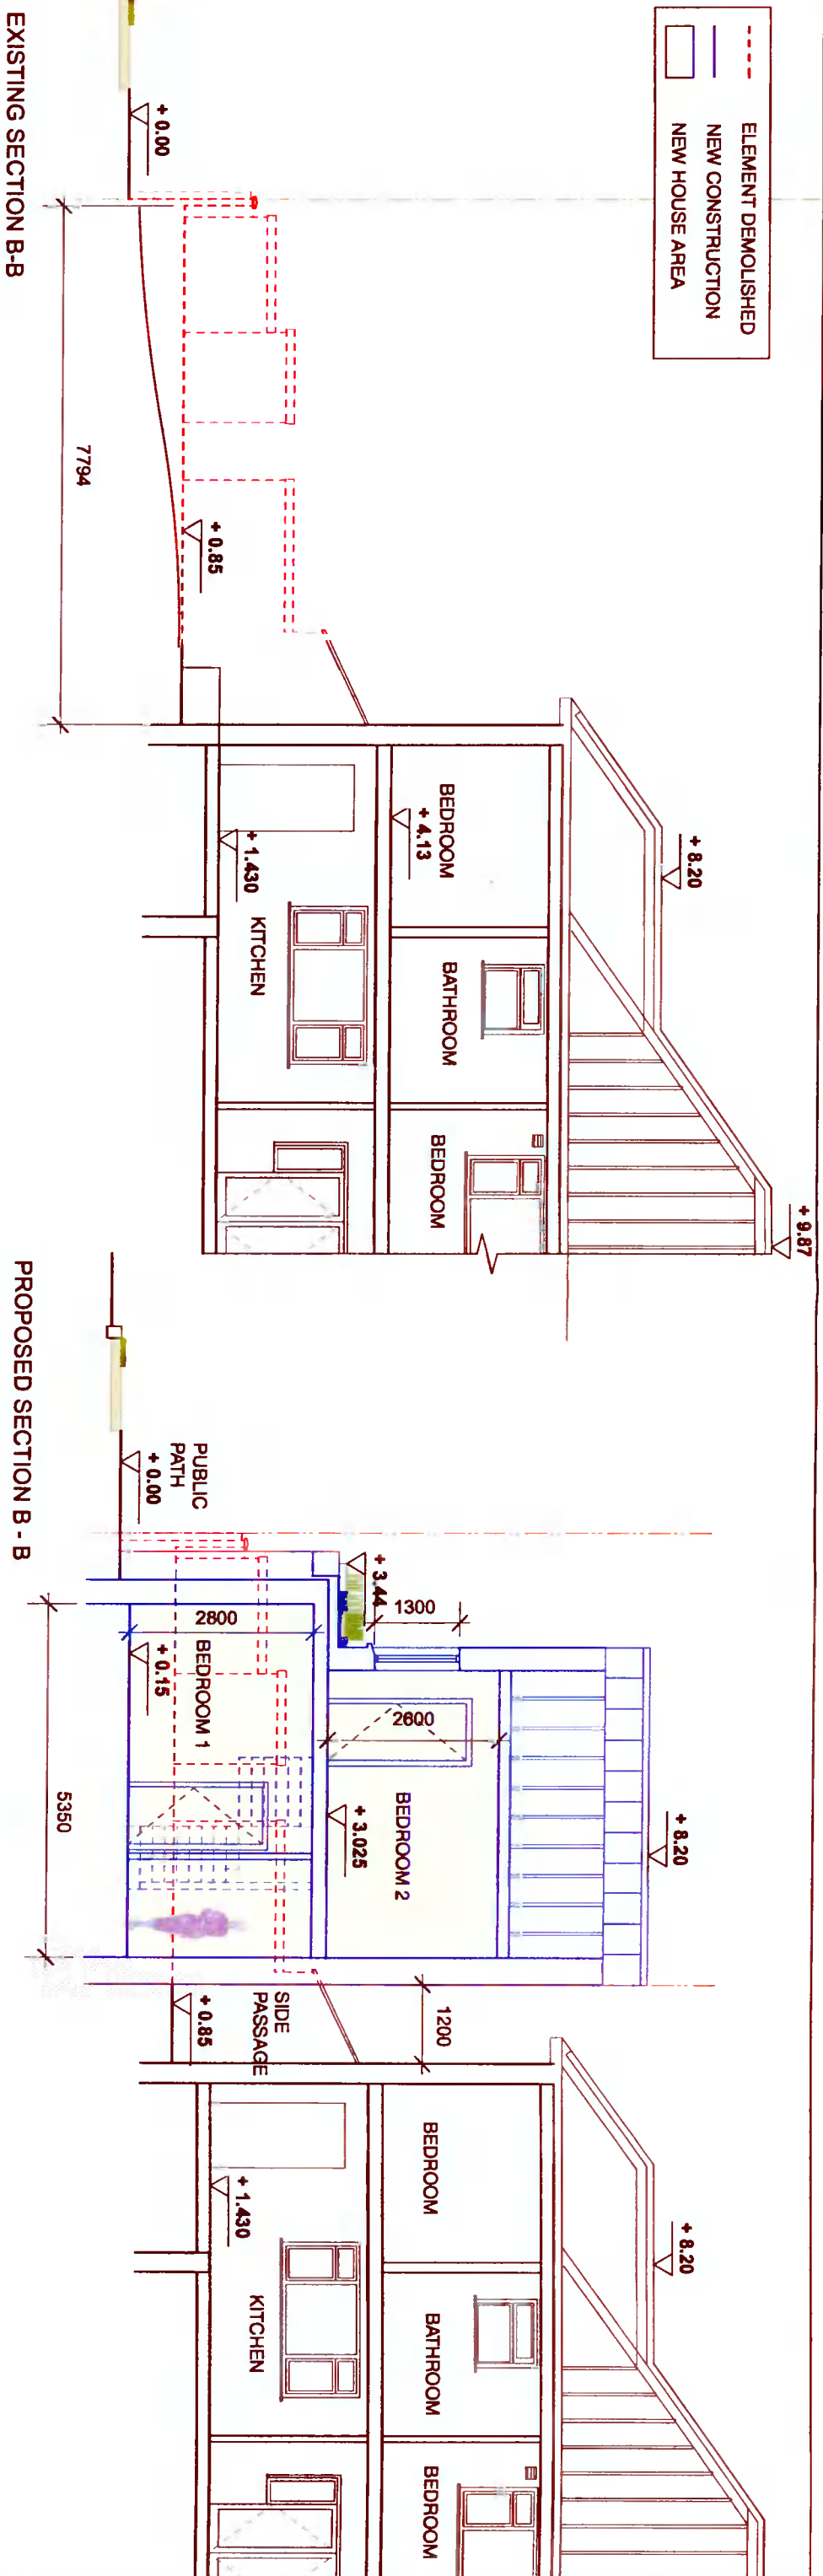 ELEMENT DEMOLISHED
NEW CONSTRUCTION
NEW HOUSE AREA
+ 9.87
+ 8.20
BEDROOM
+ 4.13
BATHROOM
BEDROOM
+ 1.430
KITCHEN
+ 0.85
+ 0.00
7794
EXISTING SECTION B-B
+ 8.20
+ 8.20
1300
+ 3.44
2600
BEDROOM 2
+ 3.025
2800
BEDROOM 1
+ 0.15
PUBLIC
PATH
+ 0.00
1200
SIDE
PASSAGE
+ 0.85
BEDROOM
BATHROOM
BEDROOM
+ 1.430
KITCHEN
5350
PROPOSED SECTION B - B